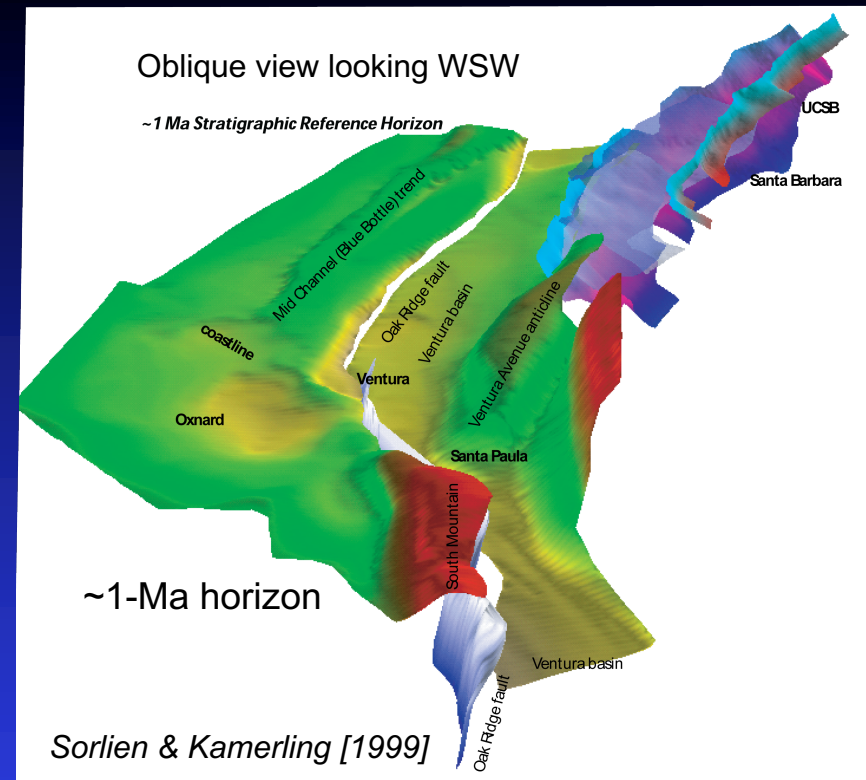 Oblique view looking WSW
~1 Ma Stratigraphic Reference Horizon
UCSB
Santa Barbara
Mid Channel (Blue Bottle) trend
Oak Ridge fault
Ventura basin
Ventura Avenue anticline
coastline
Ventura
Oxnard
Santa Paula
South Mountain
~1-Ma horizon
Ventura basin
Oak Ridge fault
Sorlien & Kamerling [1999]